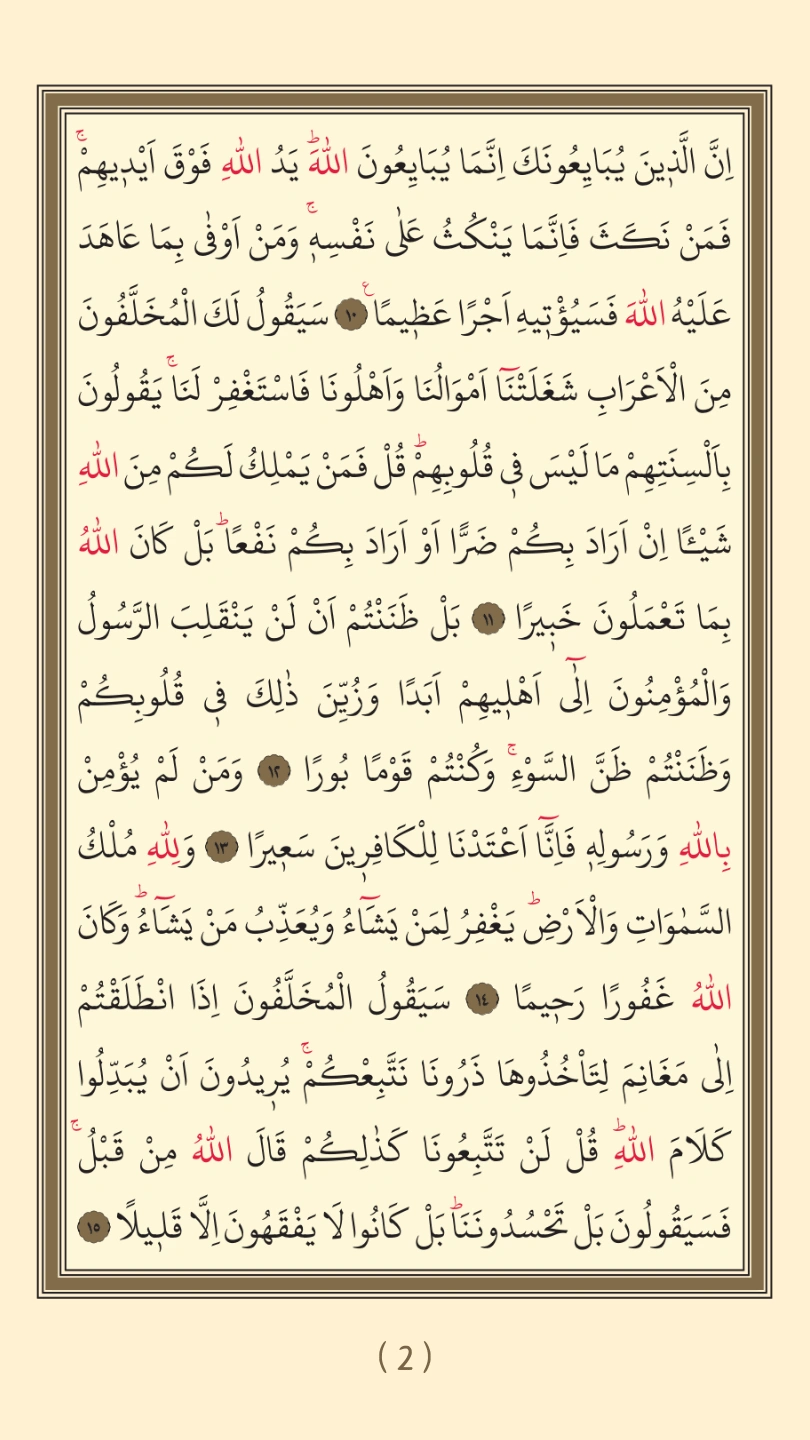 اِنَّ الَّذ۪ينَ يُبَايِعُونَكَ اِنَّمَا يُبَايِعُونَ اللّٰهَۜ يَدُ اللّٰهِ فَوْقَ اَيْد۪يهِمْۚ
فَمَنْ نَكَثَ فَاِنَّمَا يَنْكُثُ عَلٰى نَفْسِه۪ۚ وَمَنْ اَوْفٰى بِمَا عَاهَدَ
عَلَيْهُ اللّٰهَ فَسَيُؤْت۪يهِ اَجْرًا عَظ۪يمًا۟ ﴿١٠﴾ سَيَقُولُ لَكَ الْمُخَلَّفُونَ
مِنَ الْاَعْرَابِ شَغَلَتْنَٓا اَمْوَالُنَا وَاَهْلُونَا فَاسْتَغْفِرْ لَنَاۚ يَقُولُونَ
بِاَلْسِنَتِهِمْ مَا لَيْسَ ف۪ي قُلُوبِهِمْۜ قُلْ فَمَنْ يَمْلِكُ لَكُمْ مِنَ اللّٰهِ
شَيْـًٔا اِنْ اَرَادَ بِكُمْ ضَرًّا اَوْ اَرَادَ بِكُمْ نَفْعًاۜ بَلْ كَانَ اللّٰهُ
بِمَا تَعْمَلُونَ خَب۪يرًا ﴿١١﴾ بَلْ ظَنَنْتُمْ اَنْ لَنْ يَنْقَلِبَ الرَّسُولُ
وَالْمُؤْمِنُونَ اِلٰٓى اَهْل۪يهِمْ اَبَدًا وَزُيِّنَ ذٰلِكَ ف۪ي قُلُوبِكُمْ
وَظَنَنْتُمْ ظَنَّ السَّوْءِۚ وَكُنْتُمْ قَوْمًا بُورًا ﴿١٢﴾ وَمَنْ لَمْ يُؤْمِنْ
بِاللّٰهِ وَرَسُولِه۪ فَاِنَّٓا اَعْتَدْنَا لِلْكَافِر۪ينَ سَع۪يرًا ﴿١٣﴾ وَلِلّٰهِ مُلْكُ
السَّمٰوَاتِ وَالْاَرْضِۜ يَغْفِرُ لِمَنْ يَشَٓاءُ وَيُعَذِّبُ مَنْ يَشَٓاءُۜ وَكَانَ
اللّٰهُ غَفُورًا رَح۪يمًا ﴿١٤﴾ سَيَقُولُ الْمُخَلَّفُونَ اِذَا انْطَلَقْتُمْ
اِلٰى مَغَانِمَ لِتَأْخُذُوهَا ذَرُونَا نَتَّبِعْكُمْۚ يُر۪يدُونَ اَنْ يُبَدِّلُوا
كَلَامَ اللّٰهِۜ قُلْ لَنْ تَتَّبِعُونَا كَذٰلِكُمْ قَالَ اللّٰهُ مِنْ قَبْلُۚ
فَسَيَقُولُونَ بَلْ تَحْسُدُونَنَاۜ بَلْ كَانُوا لَا يَفْقَهُونَ اِلَّا قَل۪يلًا ﴿١٥﴾
( 2 )